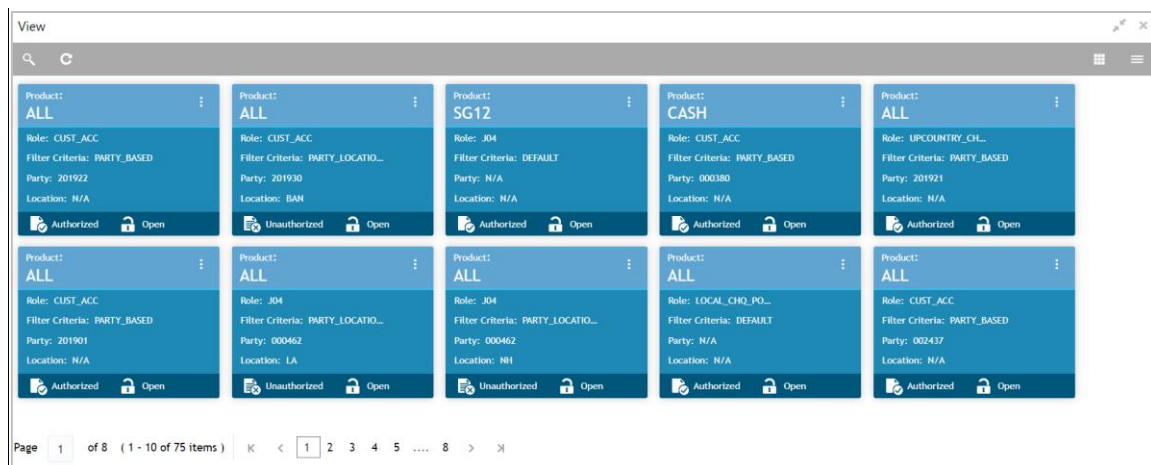 View
Product:
ALL
Role: CUST_ACC
Filter Criteria: PARTY_BASED
Party: 201922
Location: N/A
Authorized Open
Product:
ALL
Role: CUST_ACC
Filter Criteria: PARTY_LOCATIO...
Party: 201930
Location: BAN
Unauthorized Open
Product:
SG12
Role: J04
Filter Criteria: DEFAULT
Party: N/A
Location: N/A
Authorized Open
Product:
CASH
Role: CUST_ACC
Filter Criteria: PARTY_BASED
Party: 000380
Location: N/A
Authorized Open
Product:
ALL
Role: UPCOUNTRY_CH...
Filter Criteria: PARTY_BASED
Party: 201921
Location: N/A
Authorized Open
Product:
ALL
Role: CUST_ACC
Filter Criteria: PARTY_BASED
Party: 201901
Location: N/A
Authorized Open
Product:
ALL
Role: J04
Filter Criteria: PARTY_LOCATIO...
Party: 000462
Location: LA
Unauthorized Open
Product:
ALL
Role: J04
Filter Criteria: PARTY_LOCATIO...
Party: 000462
Location: NH
Unauthorized Open
Product:
ALL
Role: LOCAL_CHQ_PO...
Filter Criteria: DEFAULT
Party: N/A
Location: N/A
Authorized Open
Product:
ALL
Role: CUST_ACC
Filter Criteria: PARTY_BASED
Party: 002437
Location: N/A
Authorized Open
Page 1 of 8 (1 - 10 of 75 items) 1 2 3 4 5 .... 8